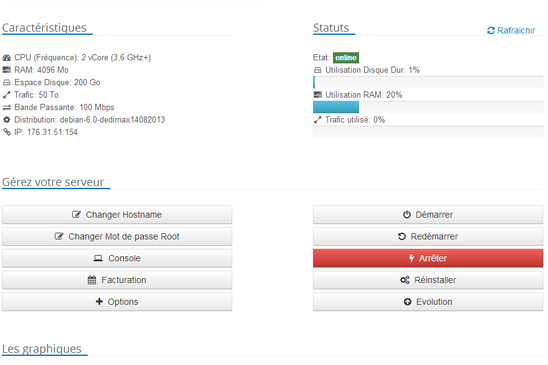 Caractéristiques
CPU (Fréquence): 2 vCore (3,6 GHz+)
RAM: 4096 Mo
Espace Disque: 200 Go
Trafic: 50 To
Bande Passante: 100 Mbps
Distribution: debian-6.0-dedimax14082013
IP: 176.31.51.154
Statuts
Rafraichir
Etat: online
Utilisation Disque Dur: 1%
Utilisation RAM: 20%
Trafic utilisé: 0%
Gérez votre serveur
Changer Hostname
Changer Mot de passe Root
Console
Facturation
Options
Démarrer
Redémarrer
Arrêter
Réinstaller
Evolution
Les graphiques